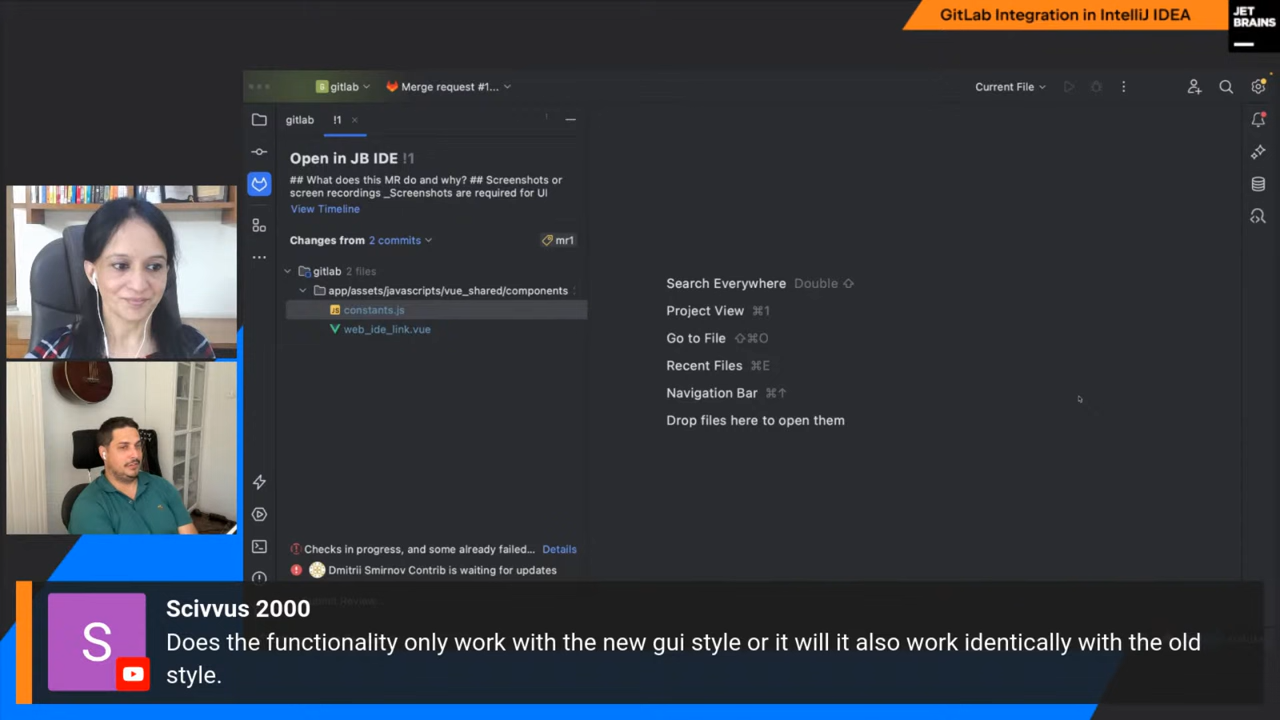 GitLab Integration in IntelliJ IDEA
JET
BRAINS
gitlab
Merge request #1...
Current File
gitlab
!1
Open in JB IDE !1
## What does this MR do and why? ## Screenshots or
screen recordings _Screenshots are required for UI
View Timeline
Changes from 2 commits
mr1
gitlab 2 files
app/assets/javascripts/vue_shared/components
JS constants.js
web_ide_link.vue
Search Everywhere Double ⇧
Project View ⌘1
Go to File ⇧⌘O
Recent Files ⌘E
Navigation Bar ⌘↑
Drop files here to open them
Checks in progress, and some already failed... Details
Dmitrii Smirnov Contrib is waiting for updates
S
Scivvus 2000
Does the functionality only work with the new gui style or it will it also work identically with the old
style.